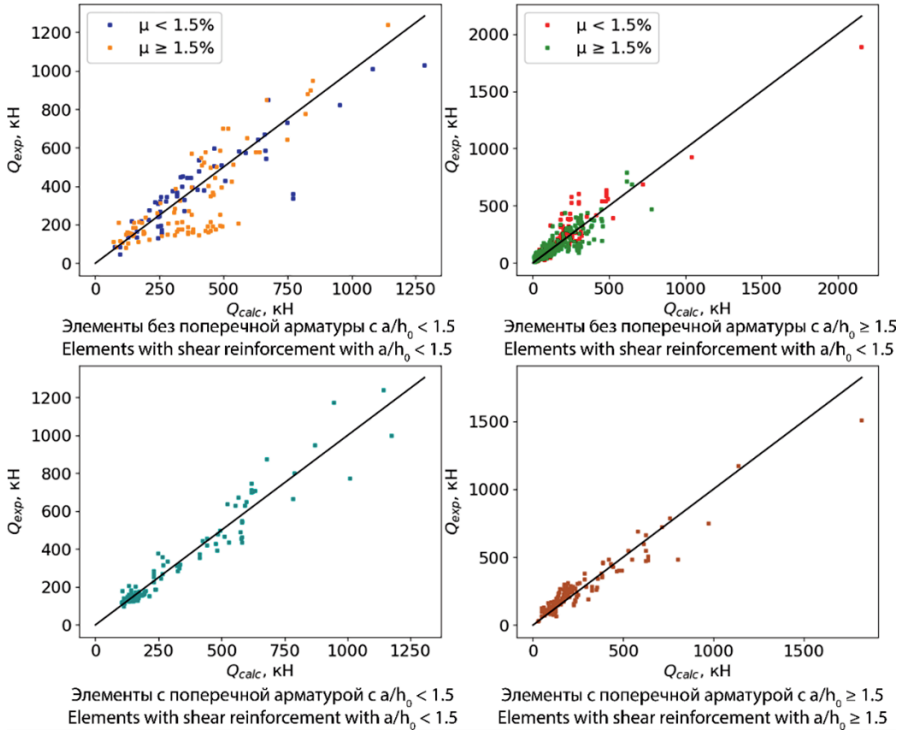 μ < 1.5%
μ ≥ 1.5%
1200
1000
800
600
400
200
0
Q_exp, кН
0 250 500 750 1000 1250
Q_calc, кН
Элементы без поперечной арматуры с a/h₀ < 1.5
Elements with shear reinforcement with a/h₀ < 1.5
μ < 1.5%
μ ≥ 1.5%
2000
1500
1000
500
0
Q_exp, кН
0 500 1000 1500 2000
Q_calc, кН
Элементы без поперечной арматуры с a/h₀ ≥ 1.5
Elements with shear reinforcement with a/h₀ < 1.5
1200
1000
800
600
400
200
0
Q_exp, кН
0 250 500 750 1000 1250
Q_calc, кН
Элементы с поперечной арматурой с a/h₀ < 1.5
Elements with shear reinforcement with a/h₀ < 1.5
1500
1000
500
0
Q_exp, кН
0 500 1000 1500
Q_calc, кН
Элементы с поперечной арматурой с a/h₀ ≥ 1.5
Elements with shear reinforcement with a/h₀ ≥ 1.5